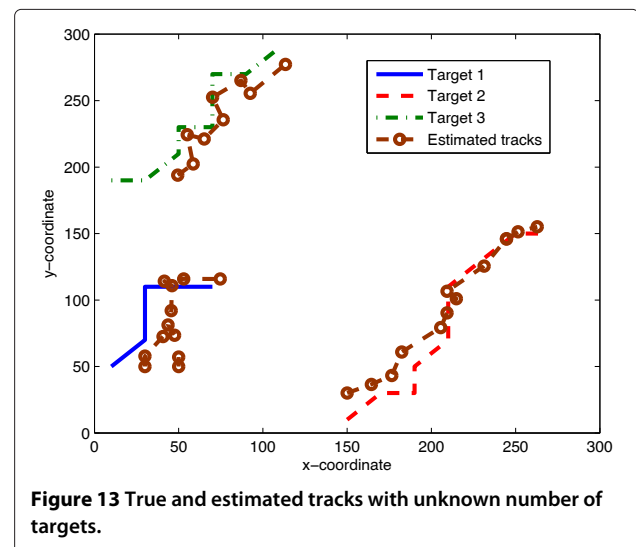 300
250
200
150
100
50
0
y-coordinate
0 50 100 150 200 250 300
x-coordinate
Target 1
Target 2
Target 3
Estimated tracks
Figure 13 True and estimated tracks with unknown number of
targets.